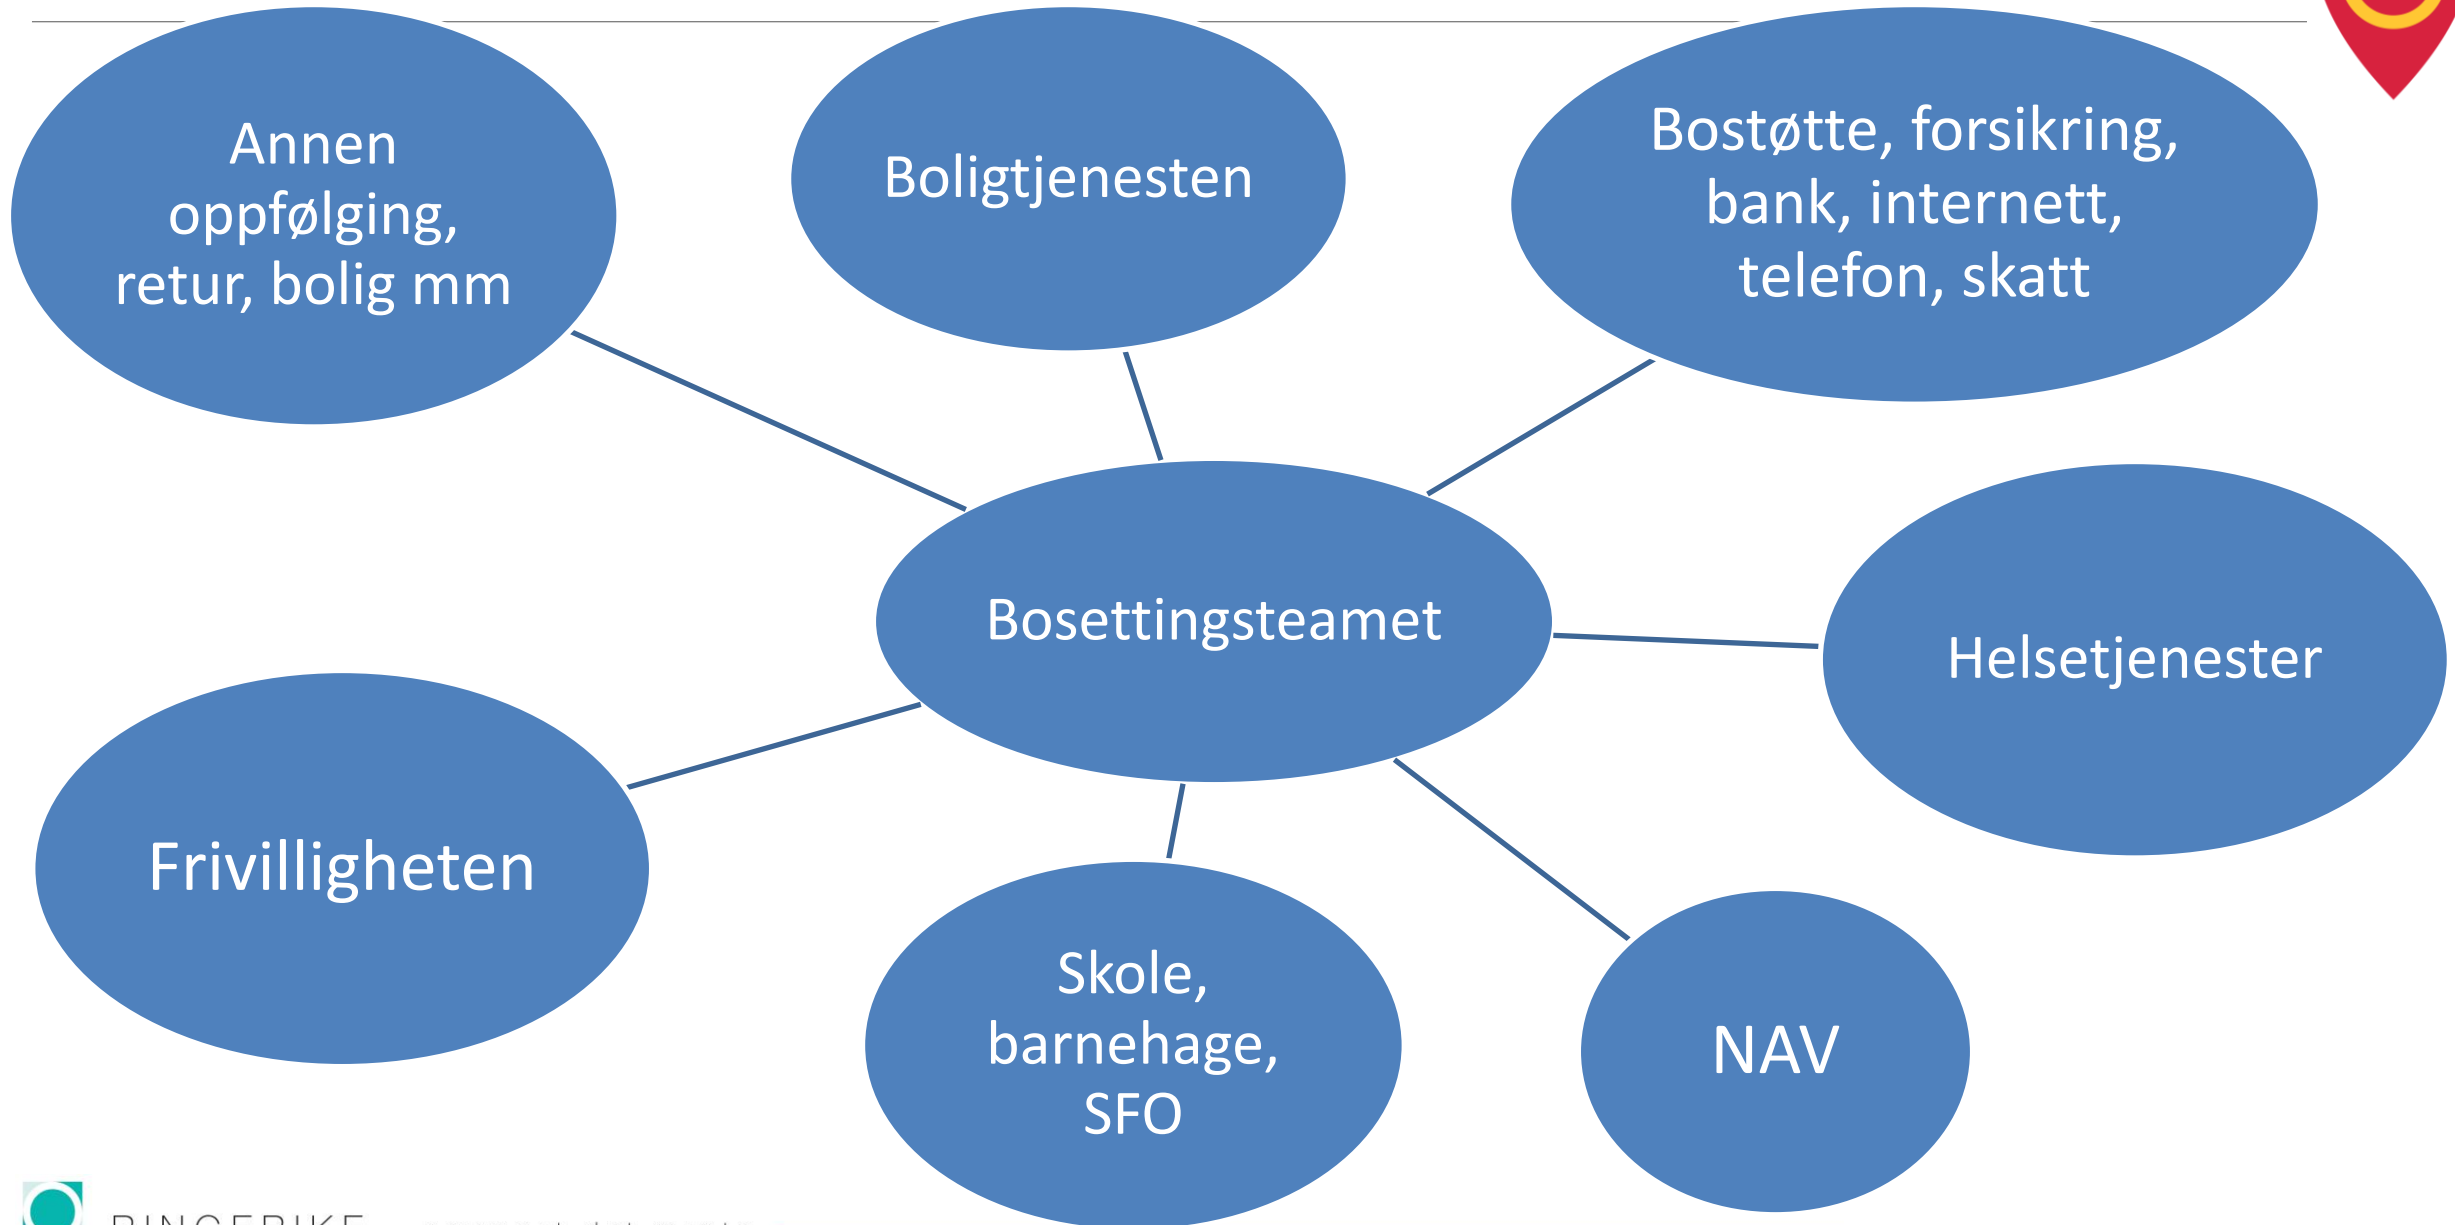 Annen
oppfølging,
retur, bolig mm
Boligtjenesten
Bostøtte, forsikring,
bank, internett,
telefon, skatt
Bosettingsteamet
Helsetjenester
Frivilligheten
Skole,
barnehage,
SFO
NAV
RINGERIKE